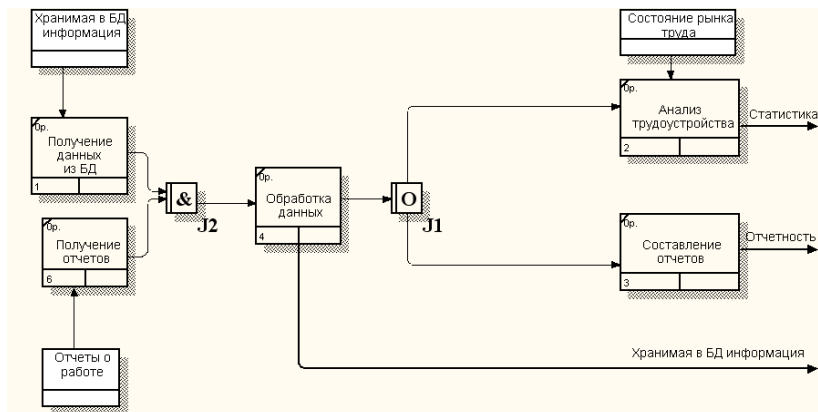 Хранимая в БД
информация
Состояние рынка
труда
0р.
Получение
данных
из БД
1
0р.
Анализ
трудоустройства
2
Статистика
&
J2
0р.
Обработка
данных
4
O
J1
0р.
Получение
отчетов
6
0р.
Составление
отчетов
3
Отчетность
Отчеты о
работе
Хранимая в БД информация